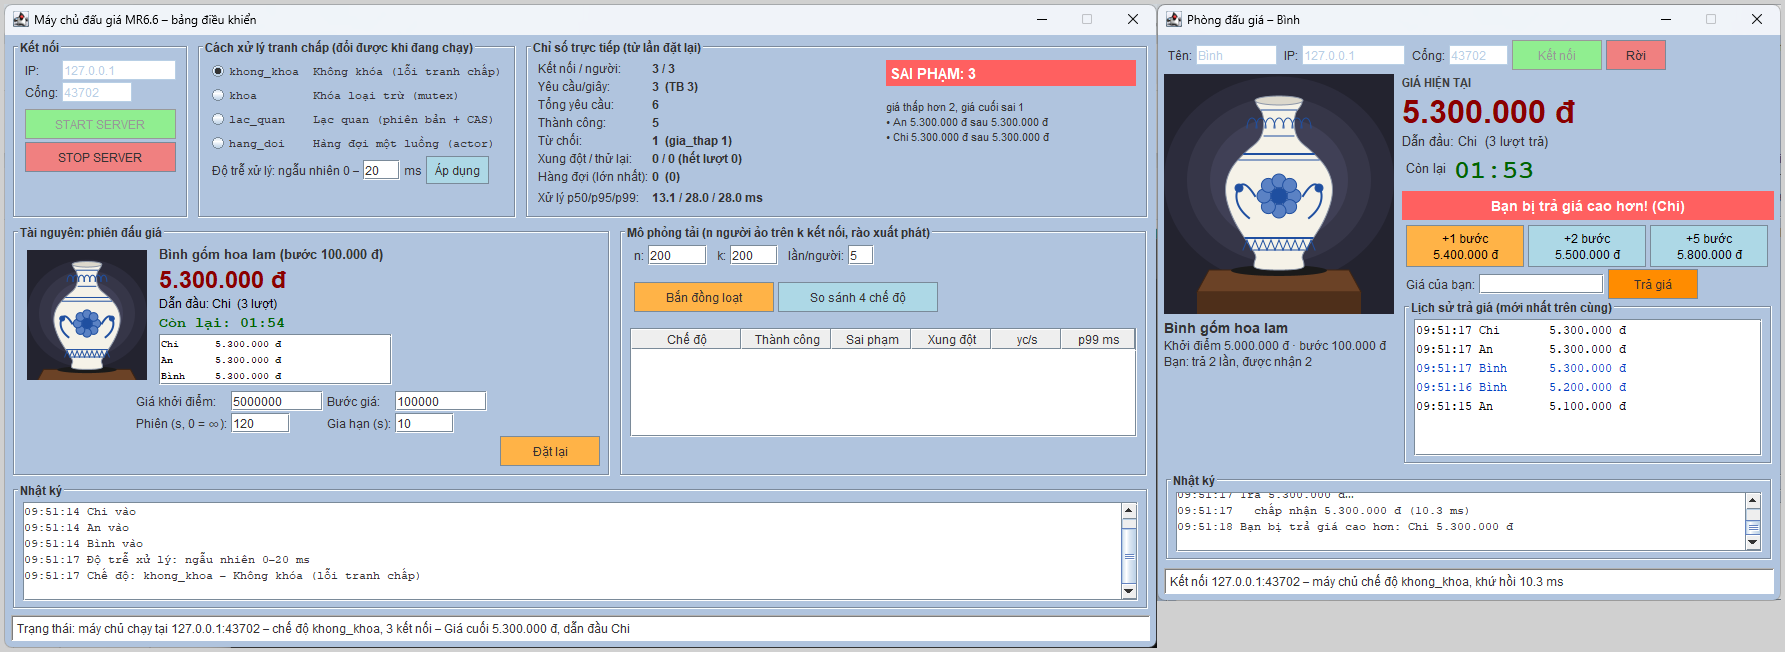 Máy chủ đấu giá MR6.6 – bảng điều khiển
Kết nối
IP: 127.0.0.1
Cổng: 43702
START SERVER
STOP SERVER
Cách xử lý tranh chấp (đổi được khi đang chạy)
khong_khoa Không khóa (lỗi tranh chấp)
khoa Khóa loại trừ (mutex)
lac_quan Lạc quan (phiên bản + CAS)
hang_doi Hàng đợi một luồng (actor)
Độ trễ xử lý: ngẫu nhiên 0 – 20 ms Áp dụng
Chỉ số trực tiếp (từ lần đặt lại)
Kết nối / người: 3 / 3
Yêu cầu/giây: 3 (TB 3)
Tổng yêu cầu: 6
Thành công: 5
Từ chối: 1 (gia_thap 1)
Xung đột / thử lại: 0 / 0 (hết lượt 0)
Hàng đợi (lớn nhất): 0 (0)
Xử lý p50/p95/p99: 13.1 / 28.0 / 28.0 ms
SAI PHẠM: 3
giá thấp hơn 2, giá cuối sai 1
• An 5.300.000 đ sau 5.300.000 đ
• Chi 5.300.000 đ sau 5.300.000 đ
Tài nguyên: phiên đấu giá
Bình gốm hoa lam (bước 100.000 đ)
5.300.000 đ
Dẫn đầu: Chi (3 lượt)
Còn lại: 01:54
Chi 5.300.000 đ
An 5.300.000 đ
Bình 5.300.000 đ
Giá khởi điểm: 5000000 Bước giá: 100000
Phiên (s, 0 = ∞): 120 Gia hạn (s): 10
Đặt lại
Mô phỏng tải (n người ảo trên k kết nối, rào xuất phát)
n: 200 k: 200 lần/người: 5
Bắn đồng loạt So sánh 4 chế độ
Chế độ Thành công Sai phạm Xung đột yc/s p99 ms
Nhật ký
09:51:14 Chi vào
09:51:14 An vào
09:51:14 Bình vào
09:51:17 Độ trễ xử lý: ngẫu nhiên 0–20 ms
09:51:17 Chế độ: khong_khoa – Không khóa (lỗi tranh chấp)
Trạng thái: máy chủ chạy tại 127.0.0.1:43702 – chế độ khong_khoa, 3 kết nối – Giá cuối 5.300.000 đ, dẫn đầu Chi
Phòng đấu giá – Bình
Tên: Bình IP: 127.0.0.1 Cổng: 43702 Kết nối Rời
GIÁ HIỆN TẠI
5.300.000 đ
Dẫn đầu: Chi (3 lượt trả)
Còn lại 01:53
Bạn bị trả giá cao hơn! (Chi)
+1 bước
5.400.000 đ
+2 bước
5.500.000 đ
+5 bước
5.800.000 đ
Giá của bạn: Trả giá
Bình gốm hoa lam
Khởi điểm 5.000.000 đ · bước 100.000 đ
Bạn: trả 2 lần, được nhận 2
Lịch sử trả giá (mới nhất trên cùng)
09:51:17 Chi 5.300.000 đ
09:51:17 An 5.300.000 đ
09:51:17 Bình 5.300.000 đ
09:51:16 Bình 5.200.000 đ
09:51:15 An 5.100.000 đ
Nhật ký
09:51:17 Trả 5.300.000 đ…
09:51:17 chấp nhận 5.300.000 đ (10.3 ms)
09:51:18 Bạn bị trả giá cao hơn: Chi 5.300.000 đ
Kết nối 127.0.0.1:43702 – máy chủ chế độ khong_khoa, khứ hồi 10.3 ms